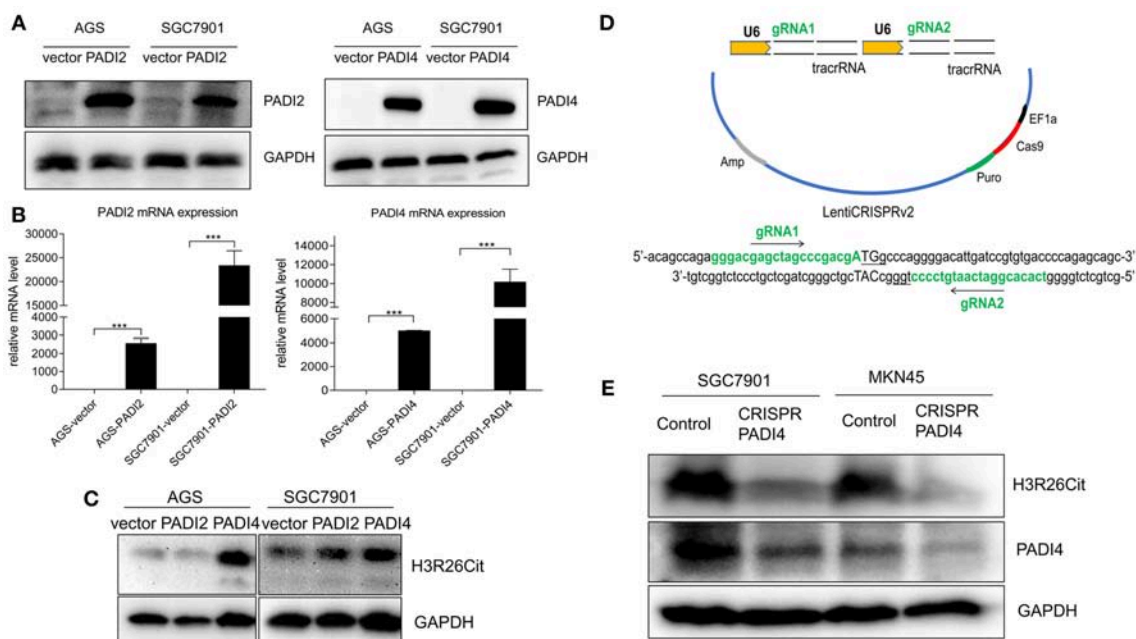 A
AGS SGC7901
vector PADI2 vector PADI2
PADI2
GAPDH
AGS SGC7901
vector PADI4 vector PADI4
PADI4
GAPDH
B
PADI2 mRNA expression
relative mRNA level
30000
25000
20000
15000
10000
4000
3000
2000
1000
0
***
***
AGS-vector
AGS-PADI2
SGC7901-vector
SGC7901-PADI2
PADI4 mRNA expression
relative mRNA level
14000
12000
10000
8000
6000
4000
2000
0
***
***
AGS-vector
AGS-PADI4
SGC7901-vector
SGC7901-PADI4
C
AGS SGC7901
vector PADI2 PADI4 vector PADI2 PADI4
H3R26Cit
GAPDH
D
U6 gRNA1 U6 gRNA2
tracrRNA tracrRNA
EF1a
Cas9
Puro
Amp
LentiCRISPRv2
gRNA1
5'-acagccagagggacgagctagcccgacgATGgcccaggggacattgatccgtgtgaccccagagcagc-3'
3'-tgtcggtctccctgctcgatcgggctgcTACcgggtcccctgtaactaggcacactggggtctcgtcg-5'
gRNA2
E
SGC7901 MKN45
Control CRISPR PADI4 Control CRISPR PADI4
H3R26Cit
PADI4
GAPDH